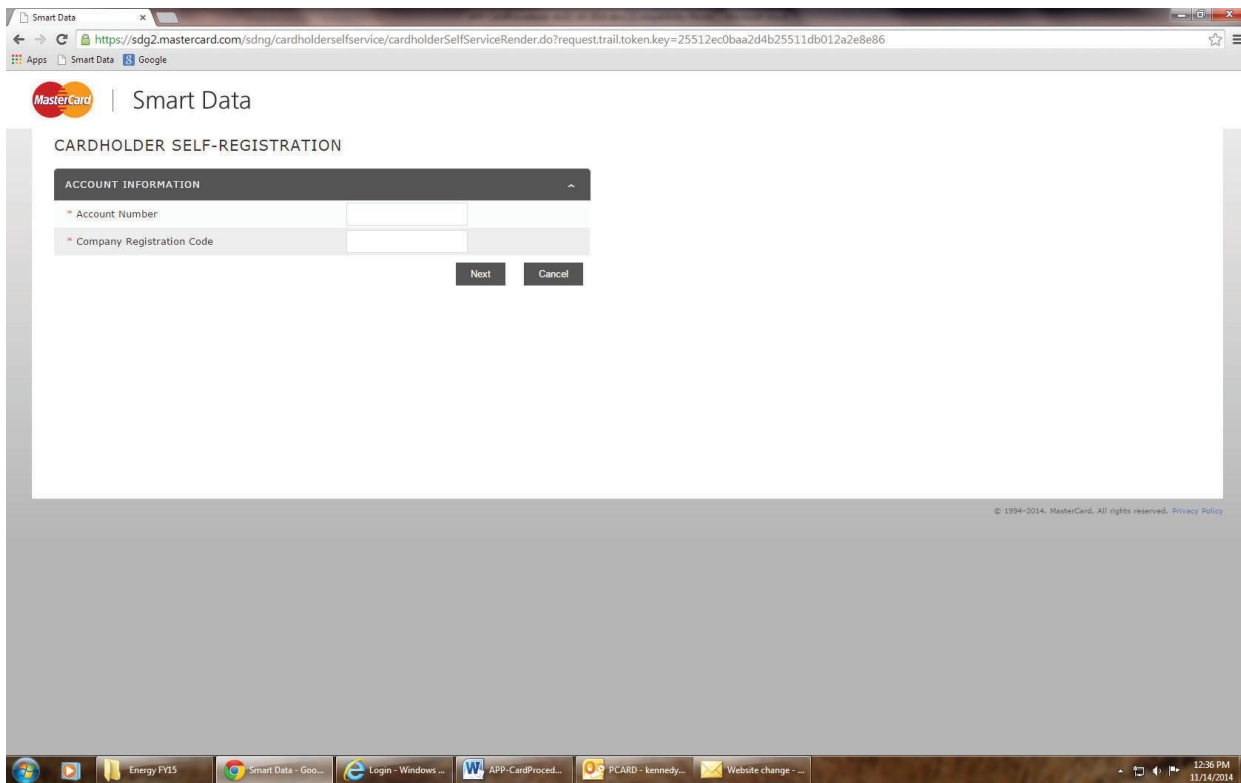 Smart Data
https://sdg2.mastercard.com/sdng/cardholderselfservice/cardholderSelfServiceRender.do?request.trail.token.key=25512ec0baa2d4b25511db012a2e8e86
Apps Smart Data Google
MasterCard Smart Data
CARDHOLDER SELF-REGISTRATION
ACCOUNT INFORMATION
* Account Number
* Company Registration Code
Next Cancel
© 1994-2014. MasterCard. All rights reserved. Privacy Policy
Energy FY15 Smart Data - Goo... Login - Windows ... APP-CardProced... PCARD - kennedy... Website change - ... 12:36 PM
11/14/2014